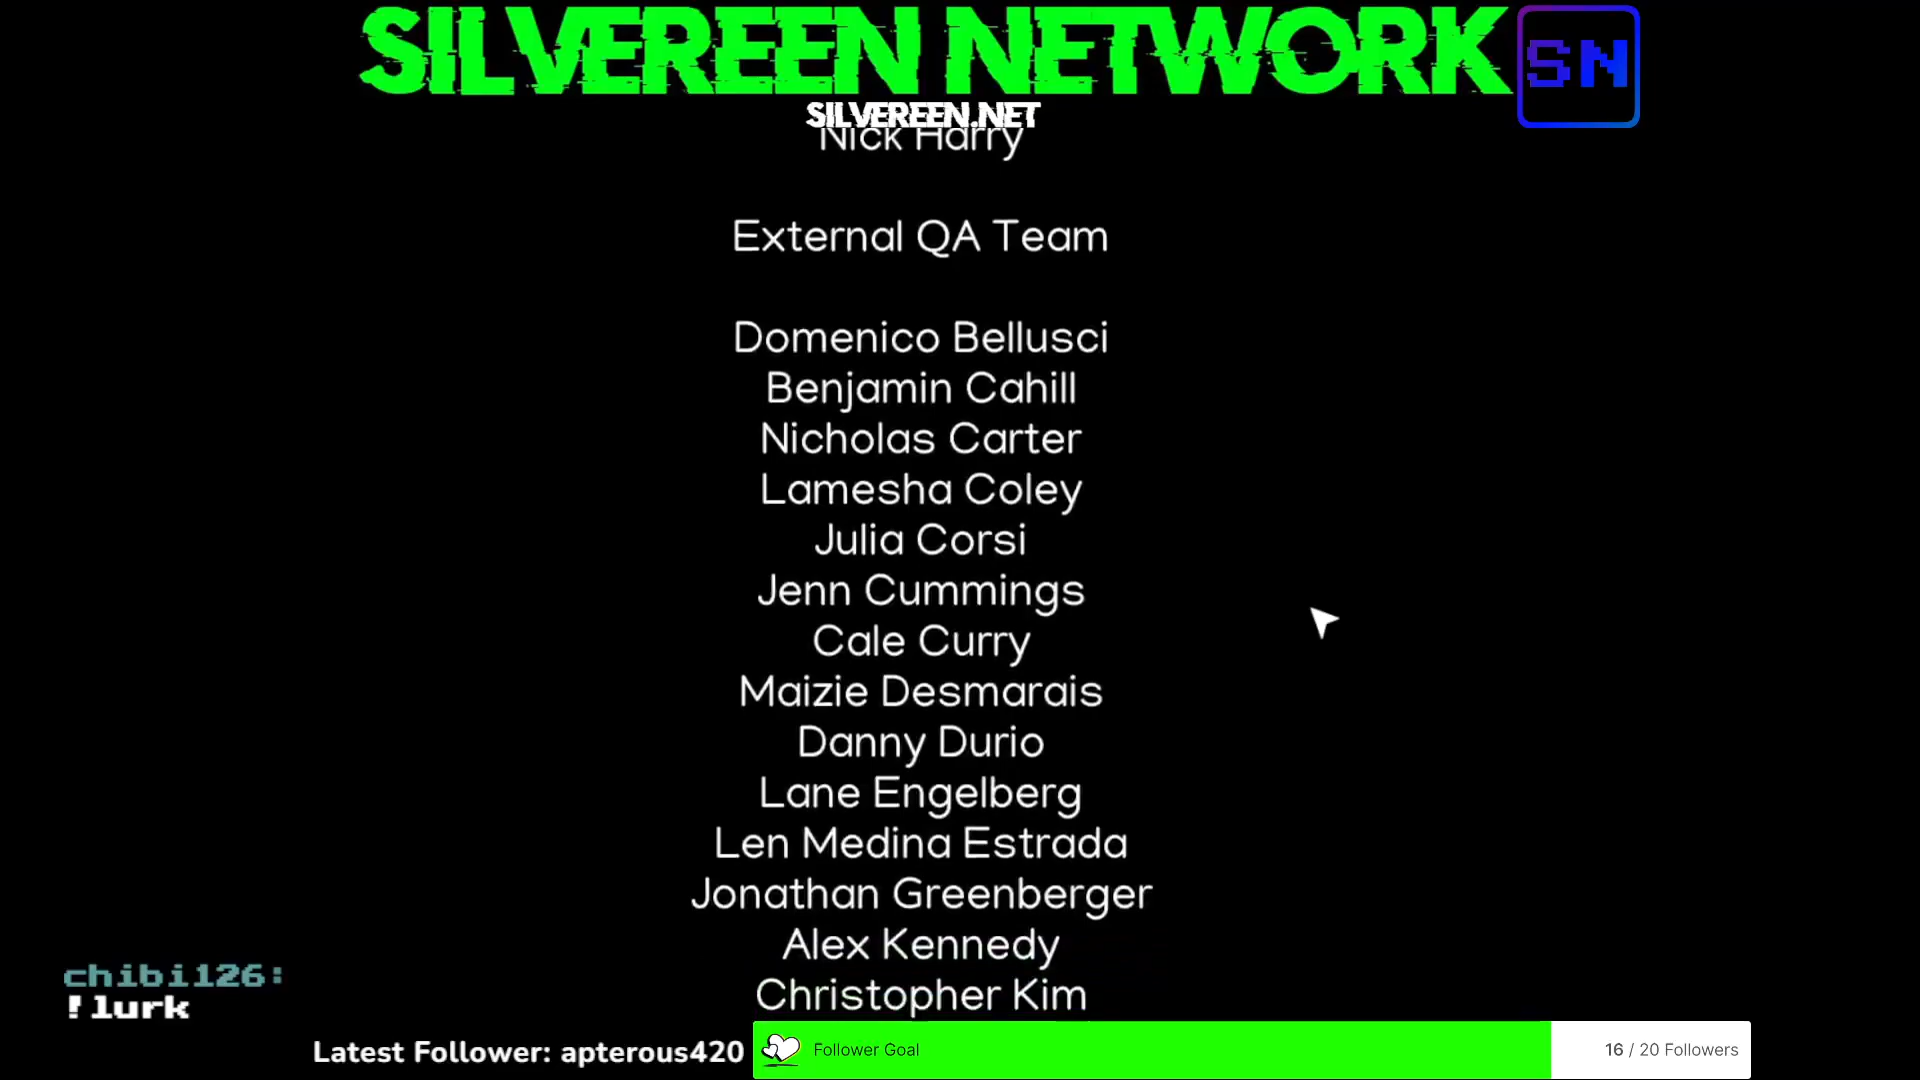 SILVEREEN NETWORK
SN
SILVEREEN.NET
Nick Harry
External QA Team
Domenico Bellusci
Benjamin Cahill
Nicholas Carter
Lamesha Coley
Julia Corsi
Jenn Cummings
Cale Curry
Maizie Desmarais
Danny Durio
Lane Engelberg
Len Medina Estrada
Jonathan Greenberger
Alex Kennedy
Christopher Kim
chibi126:
!lurk
Latest Follower: apterous420
Follower Goal
16 / 20 Followers